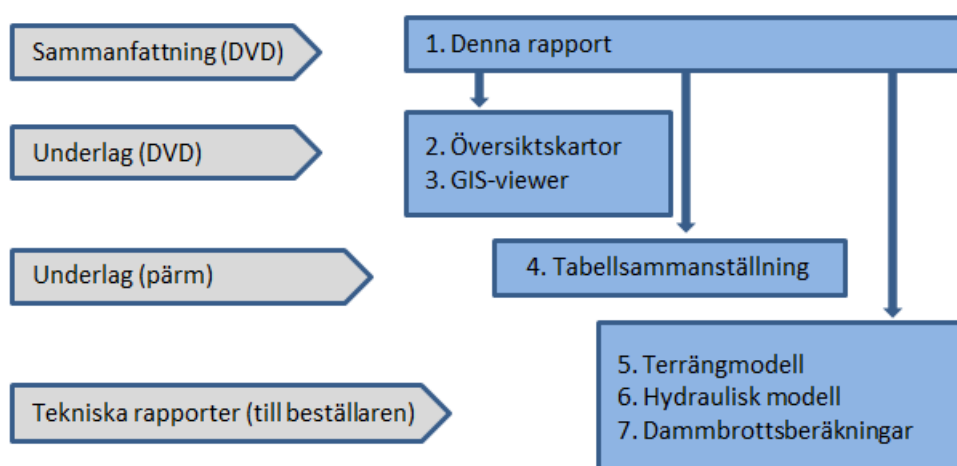 Sammanfattning (DVD)
1. Denna rapport
Underlag (DVD)
2. Översiktskartor
3. GIS-viewer
Underlag (pärm)
4. Tabellsammanställning
Tekniska rapporter (till beställaren)
5. Terrängmodell
6. Hydraulisk modell
7. Dammbrottsberäkningar